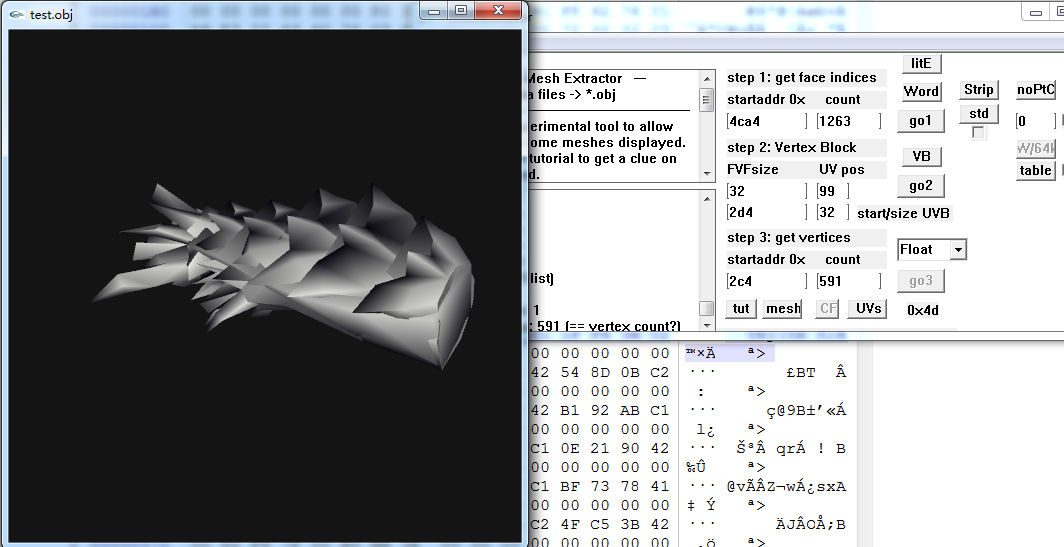 test.obj
Mesh Extractor
a files -> *.obj
erimental tool to allow
ome meshes displayed.
tutorial to get a clue on
d.
list)
1
: 591 (== vertex count?)
step 1: get face indices
startaddr 0x count
4ca4 1263
step 2: Vertex Block
FVFsize UV pos
32 99
2d4 32 start/size UVB
step 3: get vertices
startaddr 0x count
2c4 591
tut mesh CF UVs
litE
Word
go1
VB
go2
Float
go3
0x4d
Strip
std
noPtC
0
table
00 00 00 00 00 ™×Ä ª>
42 54 8D 0B C2 ··· £BT Â
00 00 00 00 00 : ª>
42 B1 92 AB C1 ··· ç@9B±’«Á
00 00 00 00 00 l¿ ª>
C1 0E 21 90 42 ··· ŠªÂ qrÁ ! B
00 00 00 00 00 ‰Û ª>
C1 BF 73 78 41 ··· @vÃÂZ¬wÁ¿sxA
00 00 00 00 00 ‡ Ý ª>
C2 4F C5 3B 42 ··· ÄJÂOÅ;B
00 00 00 00 00 .ö ª>